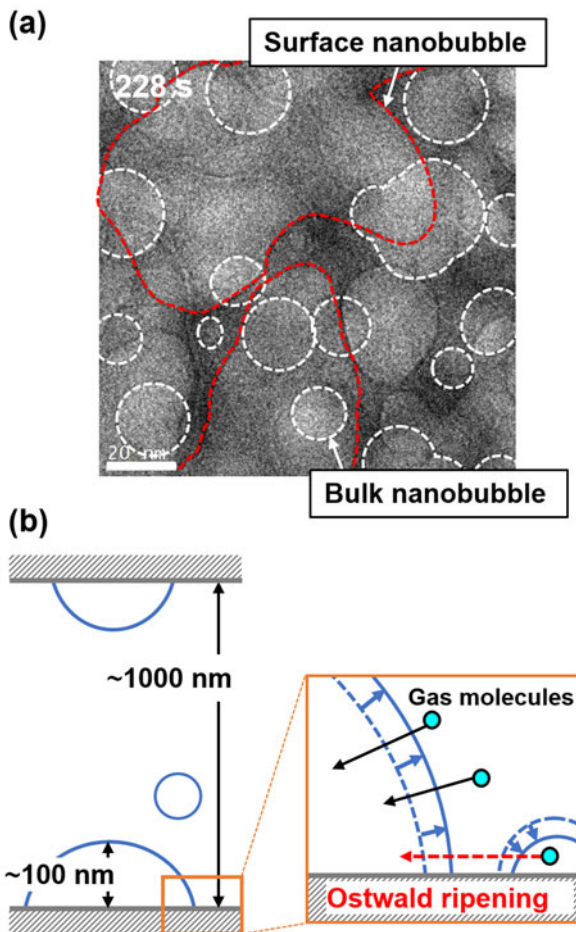 (a)
Surface nanobubble
228 s
20 nm
Bulk nanobubble
(b)
~1000 nm
Gas molecules
~100 nm
Ostwald ripening